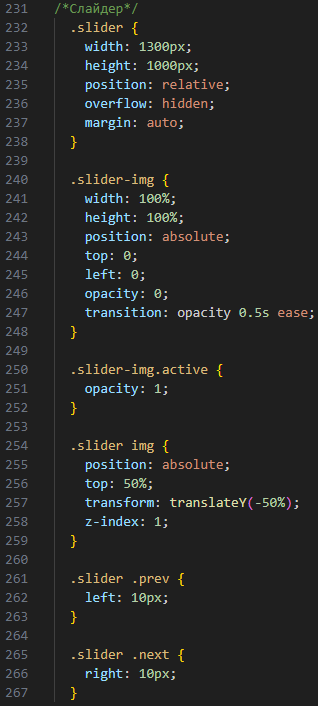 231 /*Слайдер*/
232 .slider {
233 width: 1300px;
234 height: 1000px;
235 position: relative;
236 overflow: hidden;
237 margin: auto;
238 }
239
240 .slider-img {
241 width: 100%;
242 height: 100%;
243 position: absolute;
244 top: 0;
245 left: 0;
246 opacity: 0;
247 transition: opacity 0.5s ease;
248 }
249
250 .slider-img.active {
251 opacity: 1;
252 }
253
254 .slider img {
255 position: absolute;
256 top: 50%;
257 transform: translateY(-50%);
258 z-index: 1;
259 }
260
261 .slider .prev {
262 left: 10px;
263 }
264
265 .slider .next {
266 right: 10px;
267 }